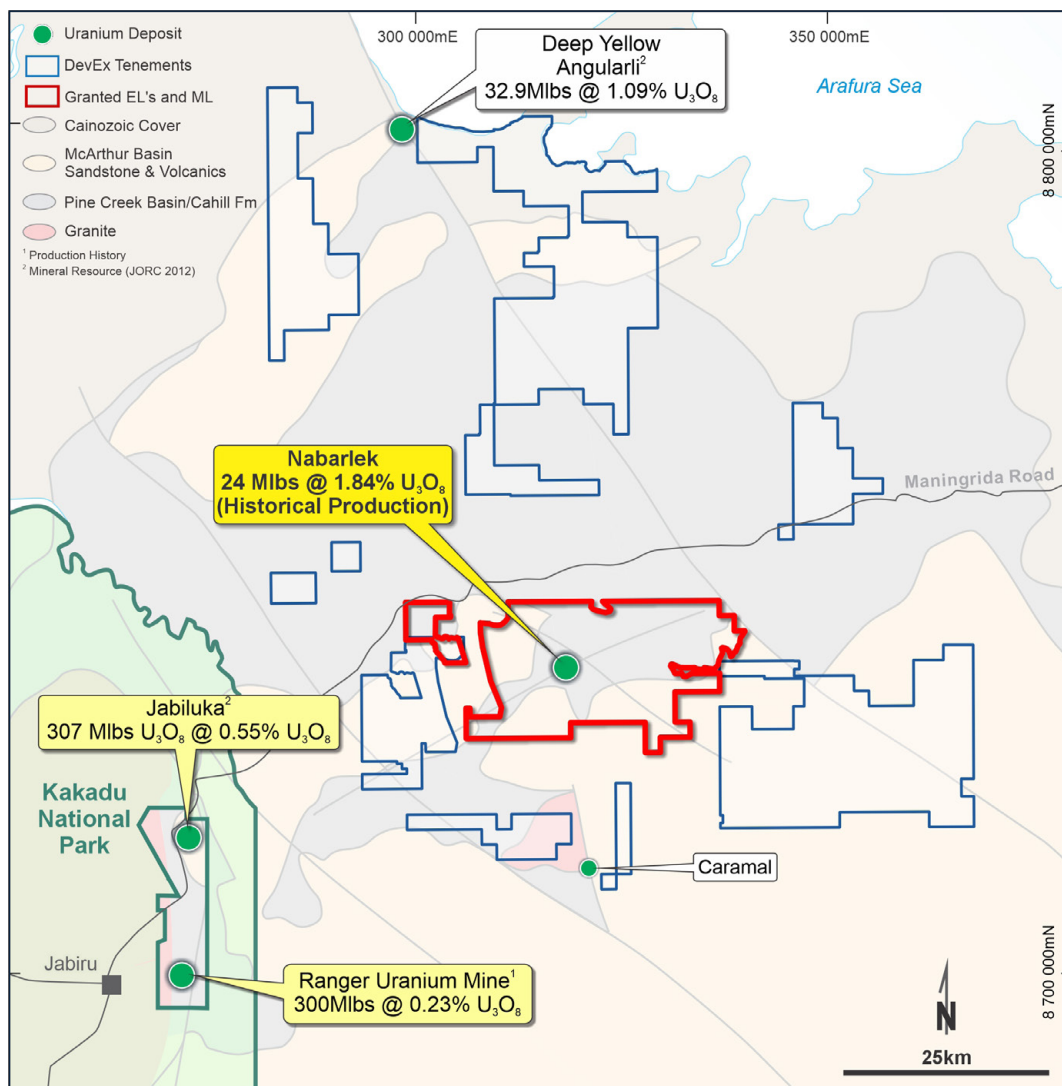 300 000mE
350 000mE
Uranium Deposit
DevEx Tenements
Granted EL's and ML
Cainozoic Cover
McArthur Basin
Sandstone & Volcanics
Pine Creek Basin/Cahill Fm
Granite
¹ Production History
² Mineral Resource (JORC 2012)
Deep Yellow
Angularli²
32.9Mlbs @ 1.09% U₃O₈
Arafura Sea
8 800 000mN
Nabarlek
24 Mlbs @ 1.84% U₃O₈
(Historical Production)
Maningrida Road
Jabiluka²
307 Mlbs U₃O₈ @ 0.55% U₃O₈
Kakadu
National
Park
Caramal
Jabiru
Ranger Uranium Mine¹
300Mlbs @ 0.23% U₃O₈
8 700 000mN
N
25km